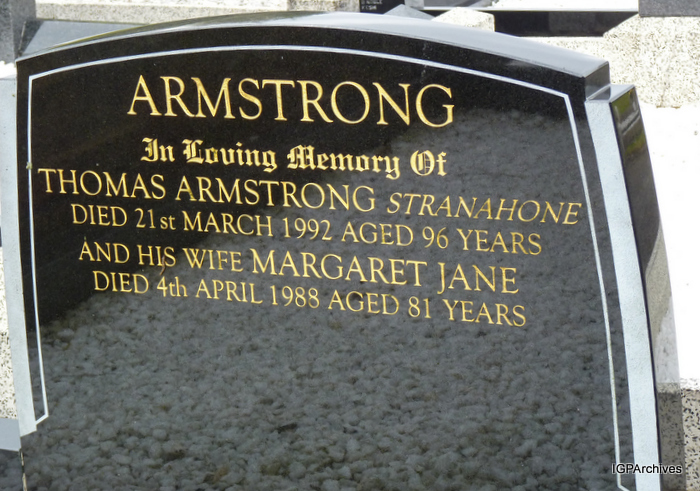 ARMSTRONG
In Loving Memory Of
THOMAS ARMSTRONG STRANAHONE
DIED 21st MARCH 1992 AGED 96 YEARS
AND HIS WIFE MARGARET JANE
DIED 4th APRIL 1988 AGED 81 YEARS
IGPArchives